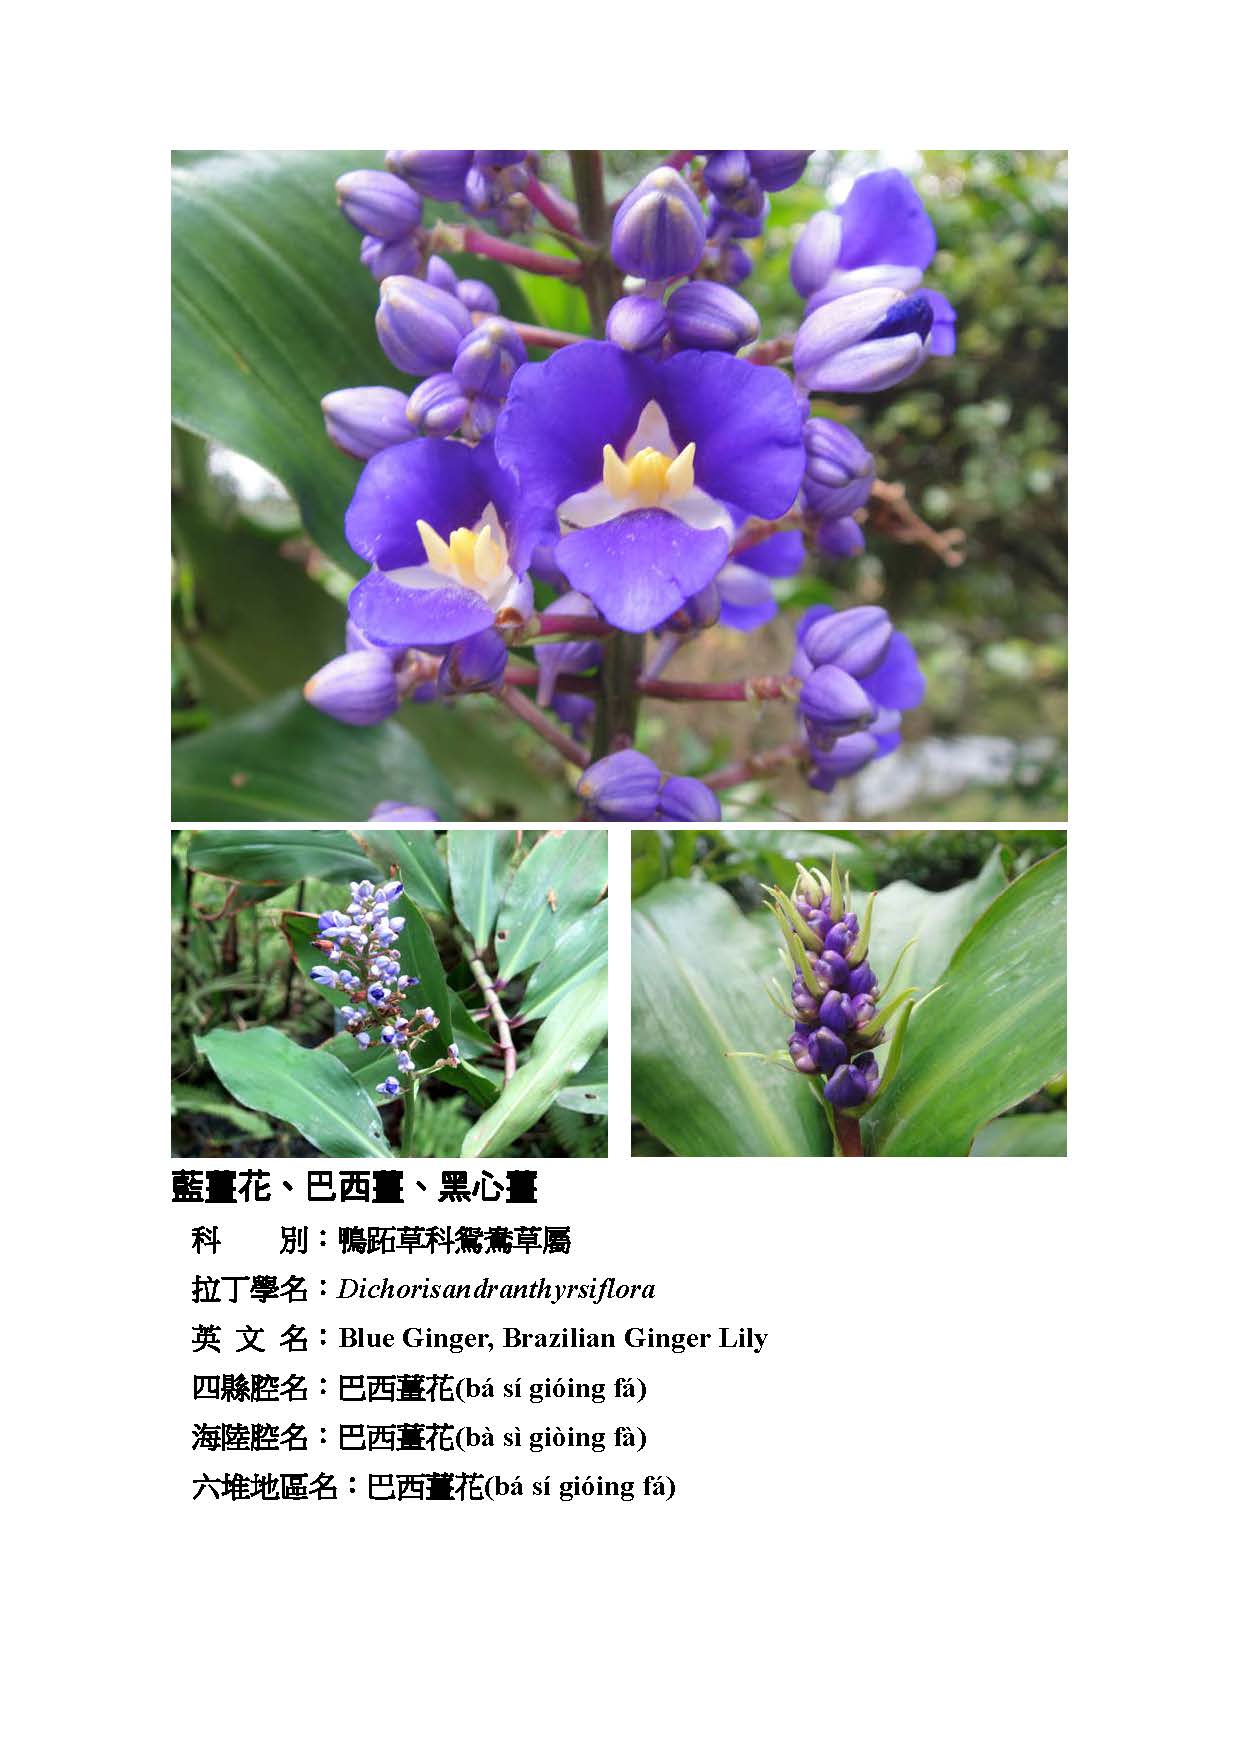 藍薑花、巴西薑、黑心薑
科　　別：鴨跖草科鴛鴦草屬
拉丁學名：Dichorisandranthyrsiflora
英 文 名：Blue Ginger, Brazilian Ginger Lily
四縣腔名：巴西薑花(bá sí gióing fá)
海陸腔名：巴西薑花(bà sì giòing fà)
六堆地區名：巴西薑花(bá sí gióing fá)